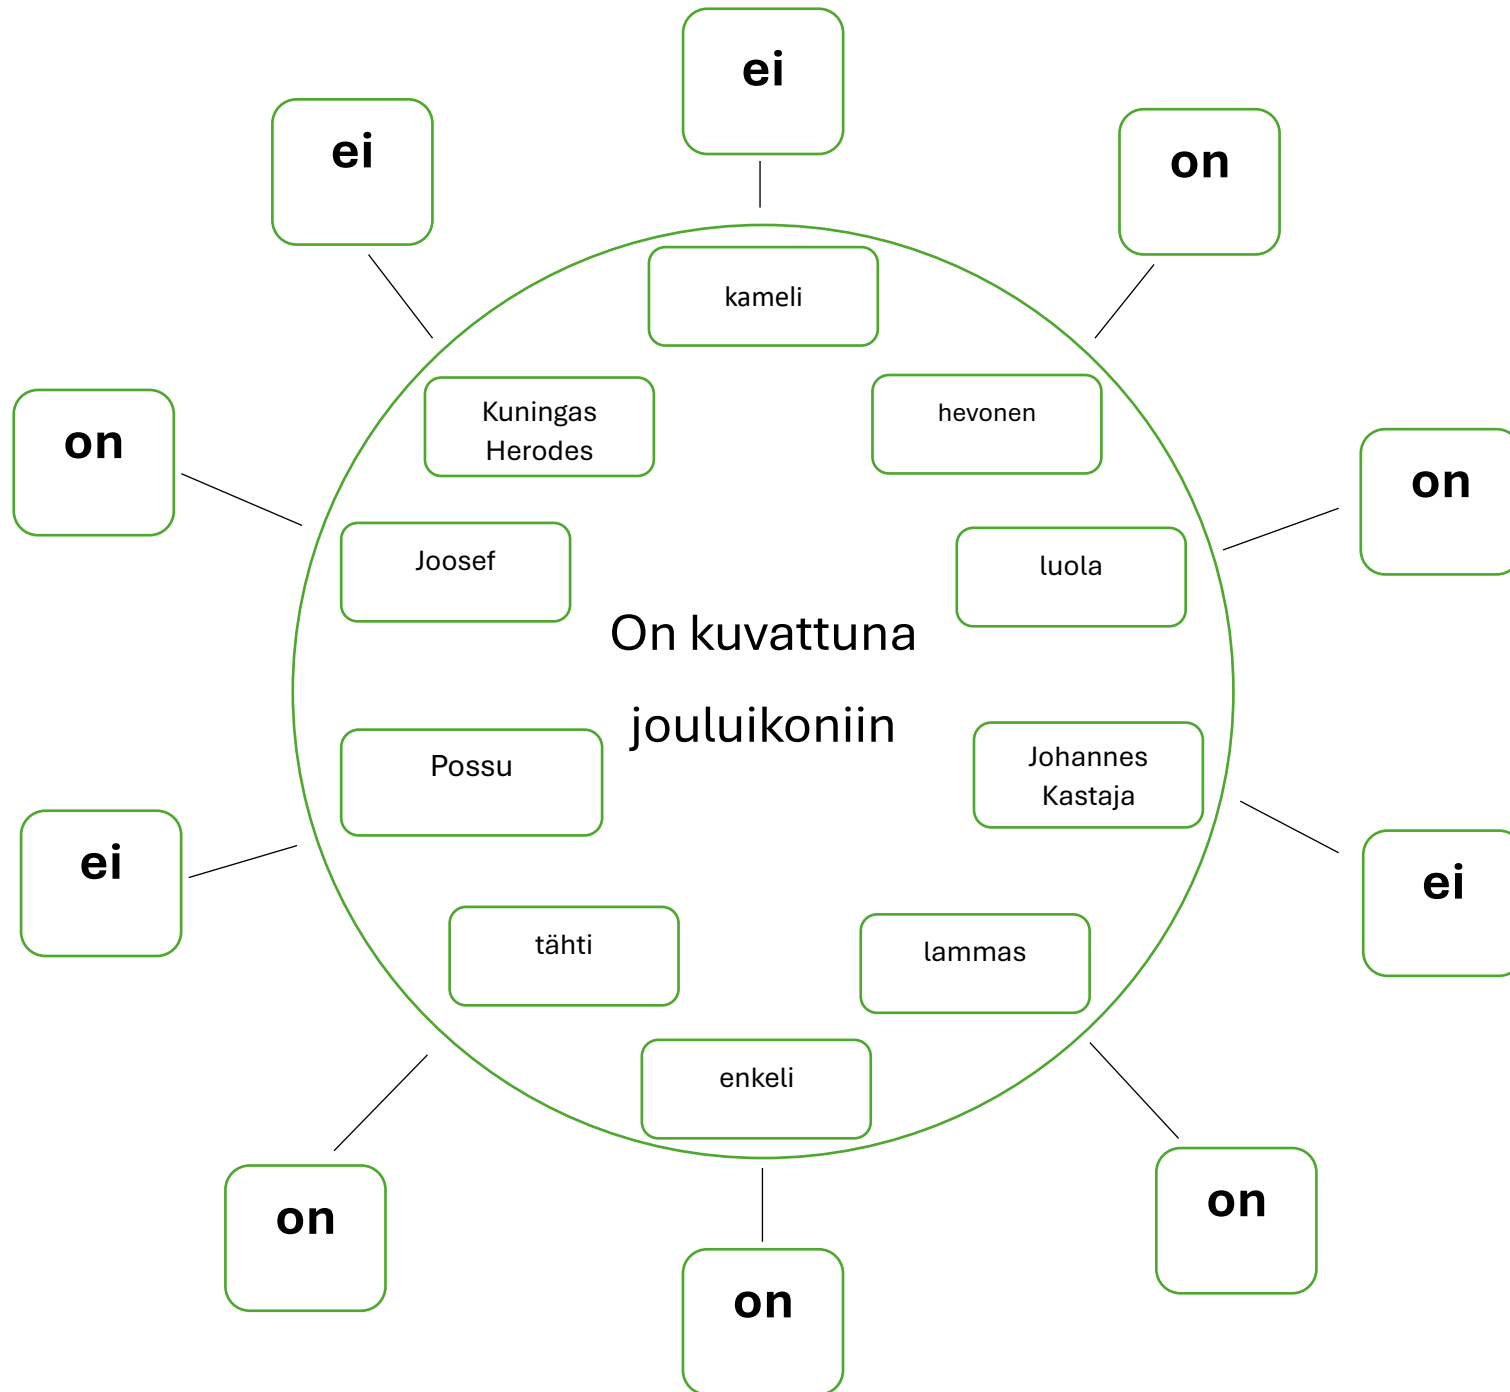 ei
ei
on
kameli
Kuningas
Herodes
hevonen
on
on
Joosef
luola
On kuvattuna
jouluikoniin
Possu
Johannes
Kastaja
ei
ei
tähti
lammas
enkeli
on
on
on